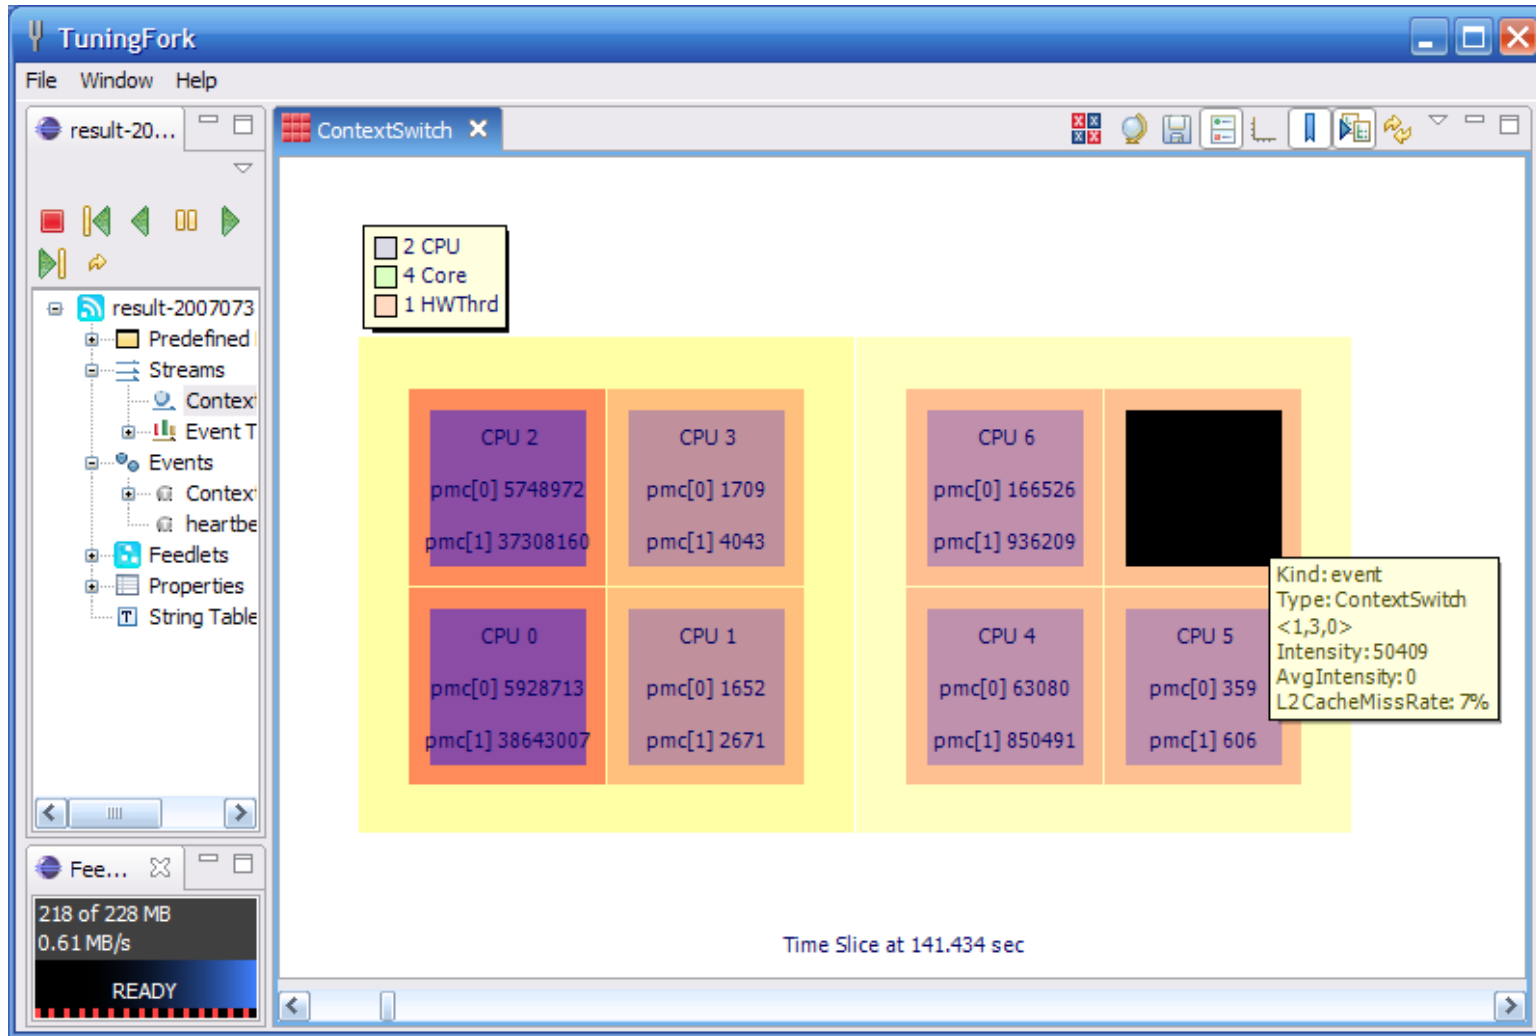 TuningFork
File Window Help
result-20...
ContextSwitch
result-2007073
Predefined
Streams
Contex
Event T
Events
Contex
heartbe
Feedlets
Properties
String Table
Fee...
218 of 228 MB
0.61 MB/s
READY
2 CPU
4 Core
1 HWThrd
CPU 2
pmc[0] 5748972
pmc[1] 37308160
CPU 3
pmc[0] 1709
pmc[1] 4043
CPU 6
pmc[0] 166526
pmc[1] 936209
Kind: event
Type: ContextSwitch
<1,3,0>
Intensity: 50409
AvgIntensity: 0
L2CacheMissRate: 7%
CPU 0
pmc[0] 5928713
pmc[1] 38643007
CPU 1
pmc[0] 1652
pmc[1] 2671
CPU 4
pmc[0] 63080
pmc[1] 850491
CPU 5
pmc[0] 359
pmc[1] 606
Time Slice at 141.434 sec